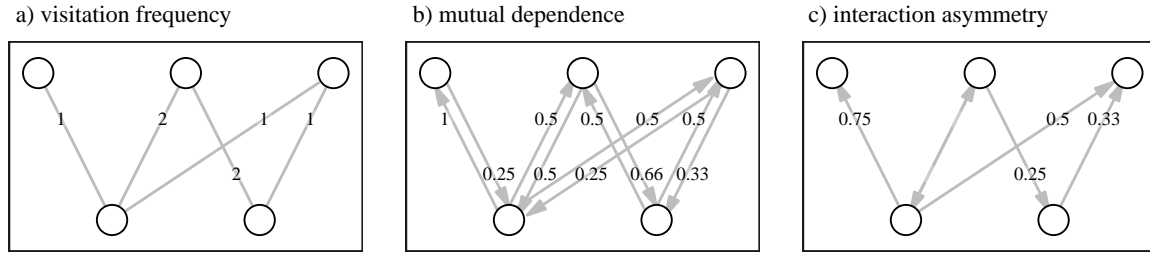 a) visitation frequency
b) mutual dependence
c) interaction asymmetry
1 2 1 1
2
1 0.5 0.5 0.5 0.5
0.25 0.5 0.25 0.66 0.33
0.75 0.5 0.33
0.25